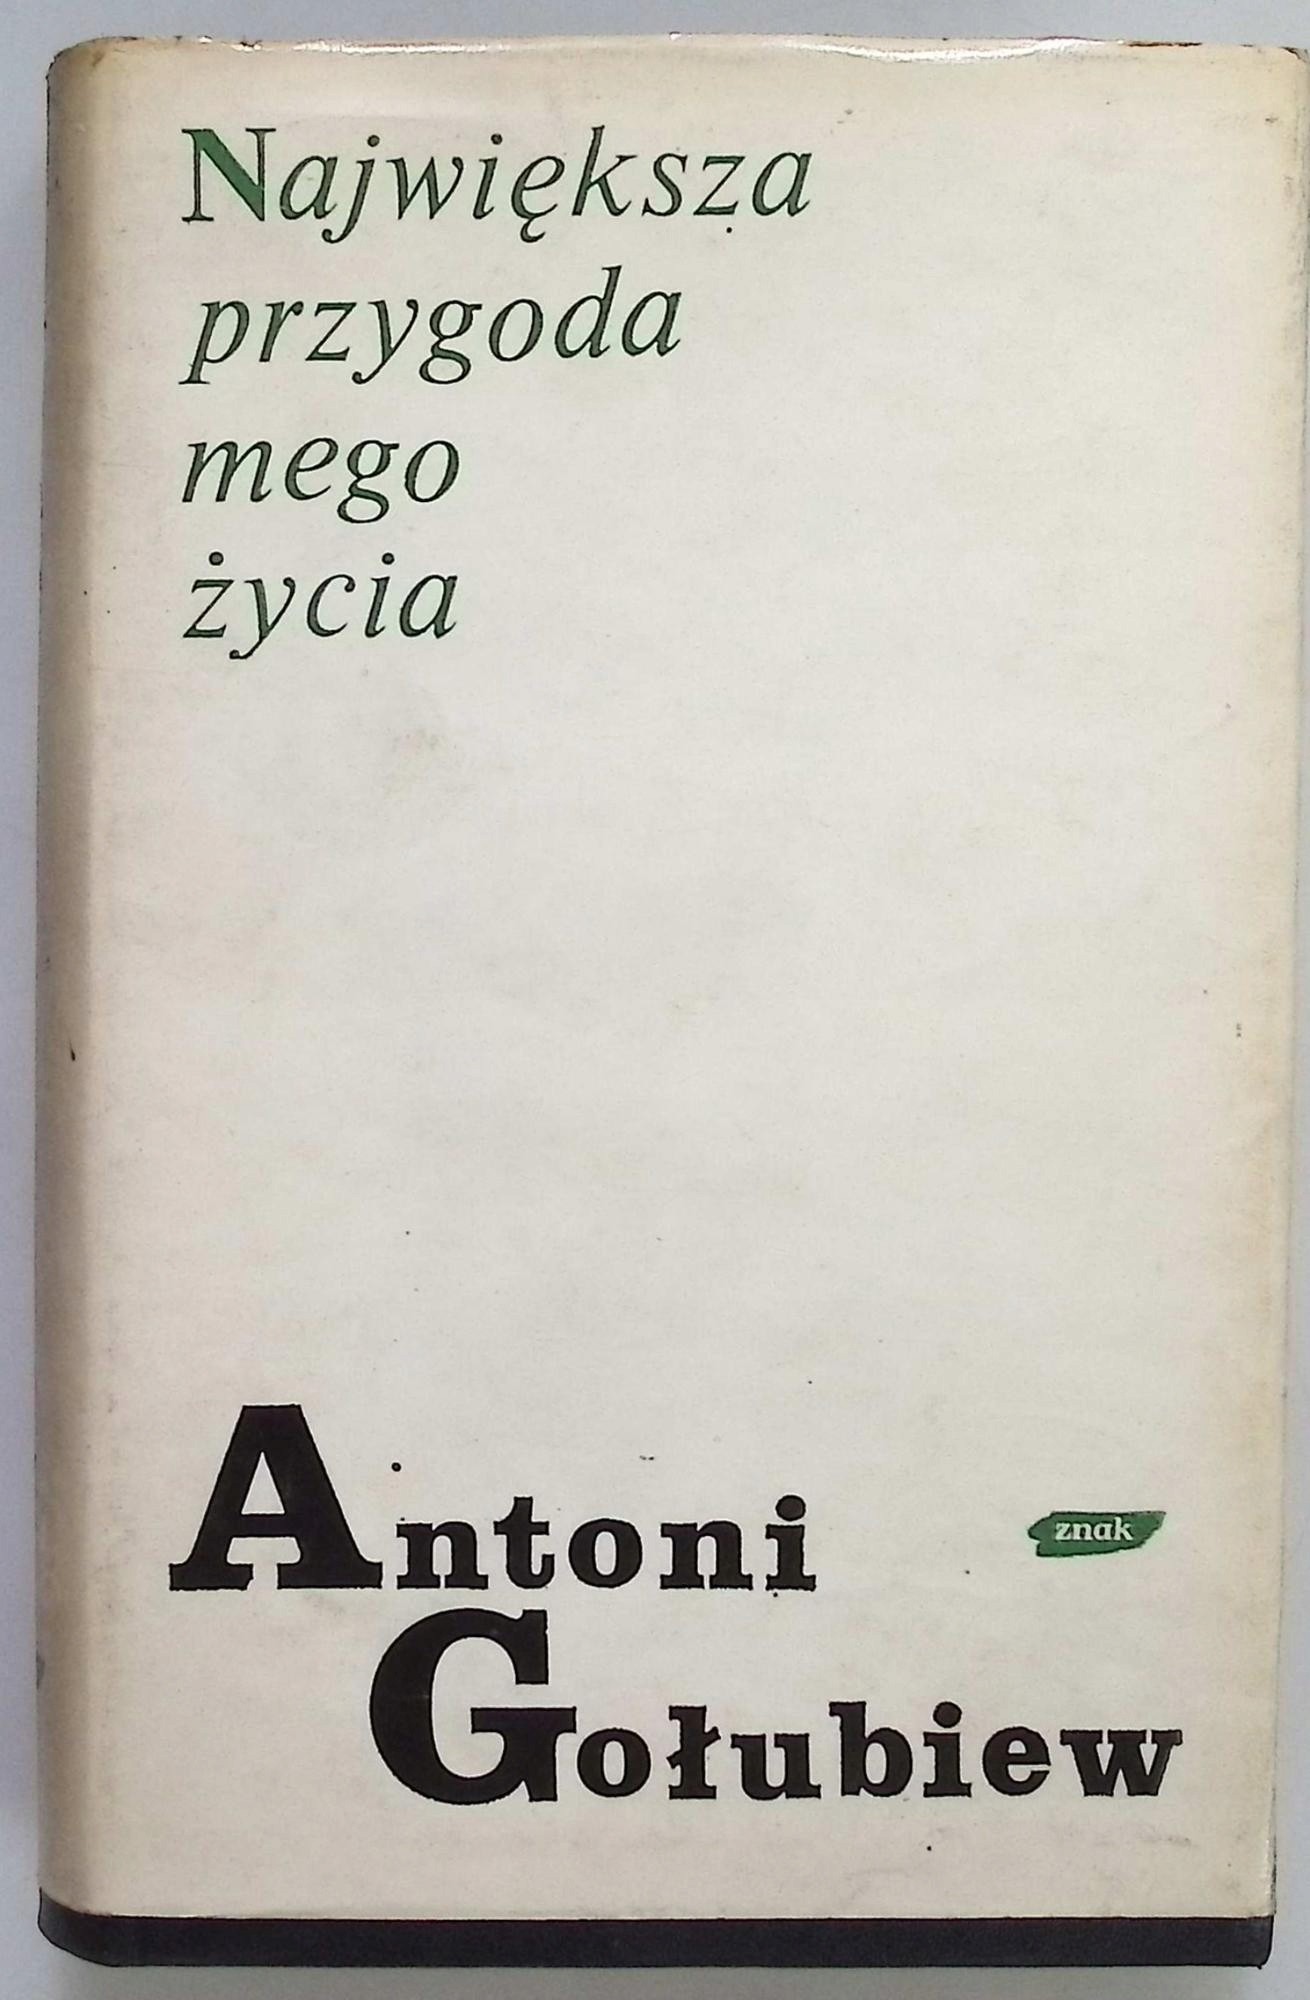 Największa
przygoda
mego
życia
Antoni
znak
Gołubiew